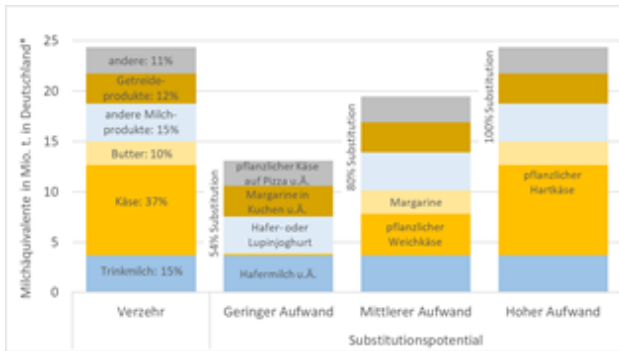 Milchäquivalente in Mio. t. in Deutschland*
25
20
15
10
5
0
andere: 11%
Getreide-
produkte: 12%
andere Milch-
produkte: 15%
Butter: 10%
Käse: 37%
Trinkmilch: 15%
54% Substitution
pflanzlicher Käse
auf Pizza u.Ä.
Margarine in
Kuchen u.Ä.
Hafer- oder
Lupinjoghurt
Hafermilch u.Ä.
80% Substitution
Margarine
pflanzlicher
Weichkäse
100% Substitution
pflanzlicher
Hartkäse
Verzehr
Geringer Aufwand
Mittlerer Aufwand
Hoher Aufwand
Substitutionspotential